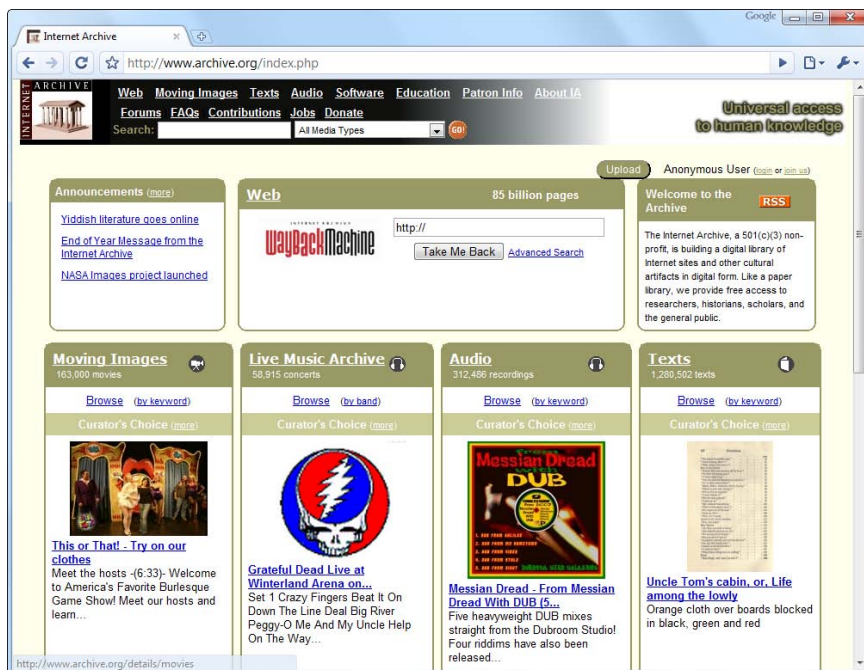 Google
Internet Archive
http://www.archive.org/index.php
INTERNET
ARCHIVE
Web Moving Images Texts Audio Software Education Patron Info About IA
Forums FAQs Contributions Jobs Donate
Search: All Media Types GO!
Universal access
to human knowledge
Upload Anonymous User (login or join us)
Announcements (more)
Yiddish literature goes online
End of Year Message from the
Internet Archive
NASA Images project launched
Web 85 billion pages
INTERNET ARCHIVE
WayBackMachine
http://
Take Me Back Advanced Search
Welcome to the
Archive
RSS
The Internet Archive, a 501(c)(3) non-
profit, is building a digital library of
Internet sites and other cultural
artifacts in digital form. Like a paper
library, we provide free access to
researchers, historians, scholars, and
the general public.
Moving Images
163,000 movies
Browse (by keyword)
Curator's Choice (more)
This or That! - Try on our
clothes
Meet the hosts -(6:33)- Welcome
to America's Favorite Burlesque
Game Show! Meet our hosts and
learn...
Live Music Archive
58,915 concerts
Browse (by band)
Curator's Choice (more)
Grateful Dead Live at
Winterland Arena on...
Set 1 Crazy Fingers Beat It On
Down The Line Deal Big River
Peggy-O Me And My Uncle Help
On The Way...
Audio
312,486 recordings
Browse (by keyword)
Curator's Choice (more)
From
Messian Dread
With
DUB
Messian Dread - From Messian
Dread With DUB (5...
Five heavyweight DUB mixes
straight from the Dubroom Studio!
Four riddims have also been
released...
Texts
1,280,502 texts
Browse (by keyword)
Curator's Choice (more)
Uncle Tom's cabin, or, Life
among the lowly
Orange cloth over boards blocked
in black, green and red
http://www.archive.org/details/movies